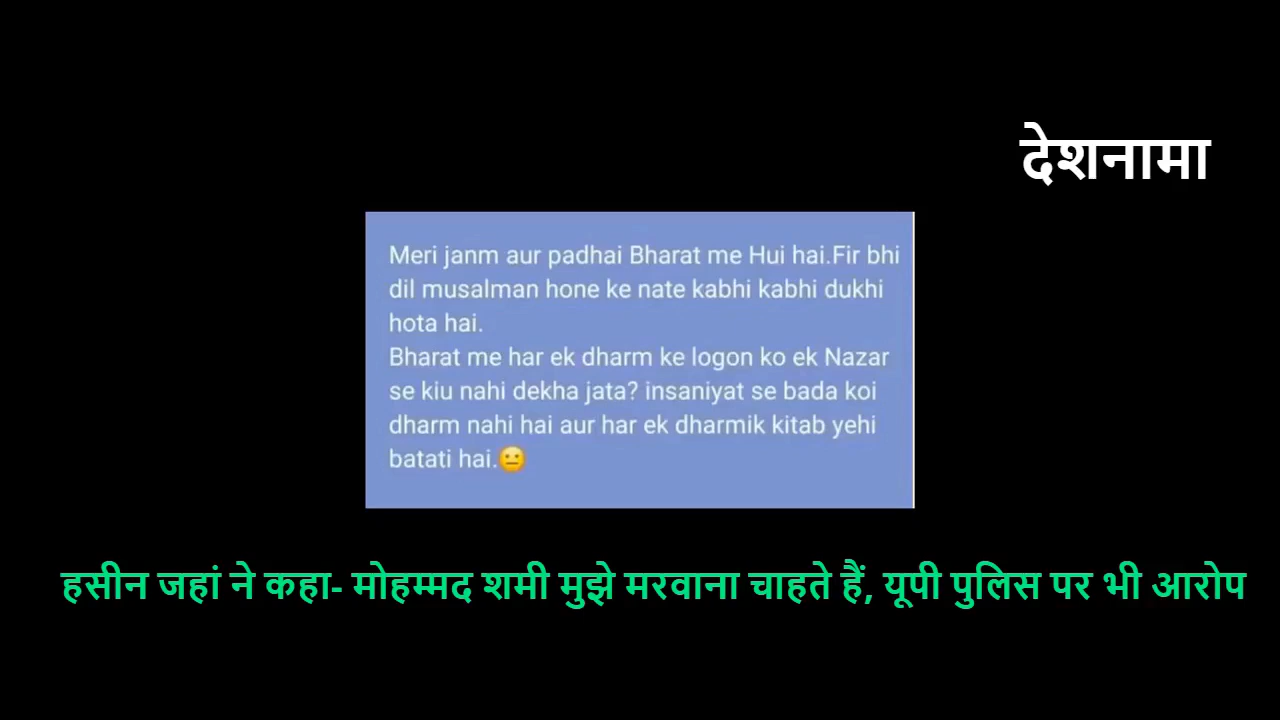 देशनामा
Meri janm aur padhai Bharat me Hui hai.Fir bhi
dil musalman hone ke nate kabhi kabhi dukhi
hota hai.
Bharat me har ek dharm ke logon ko ek Nazar
se kiu nahi dekha jata? insaniyat se bada koi
dharm nahi hai aur har ek dharmik kitab yehi
batati hai.😐
हसीन जहां ने कहा- मोहम्मद शमी मुझे मरवाना चाहते हैं, यूपी पुलिस पर भी आरोप